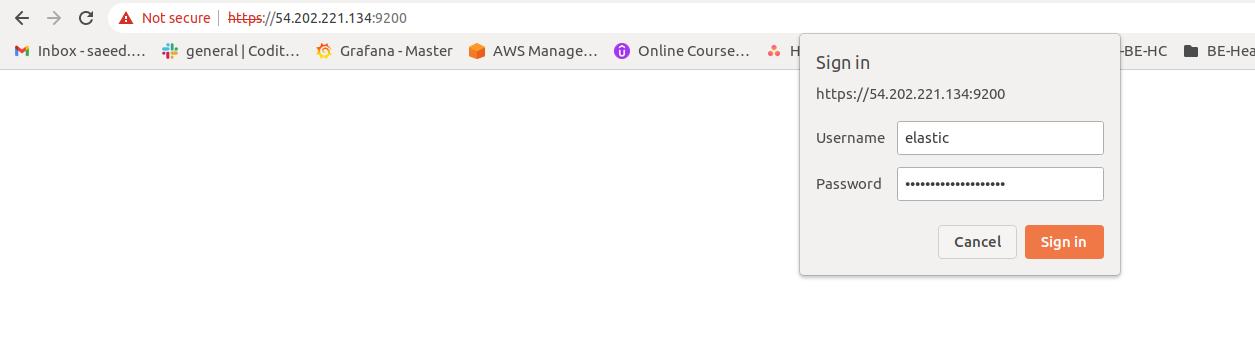 Not secure https://54.202.221.134:9200
Inbox - saeed.... general | Codit... Grafana - Master AWS Manage... Online Course... H -BE-HC BE-Hea
Sign in
https://54.202.221.134:9200
Username elastic
Password ••••••••••••••••••••
Cancel Sign in